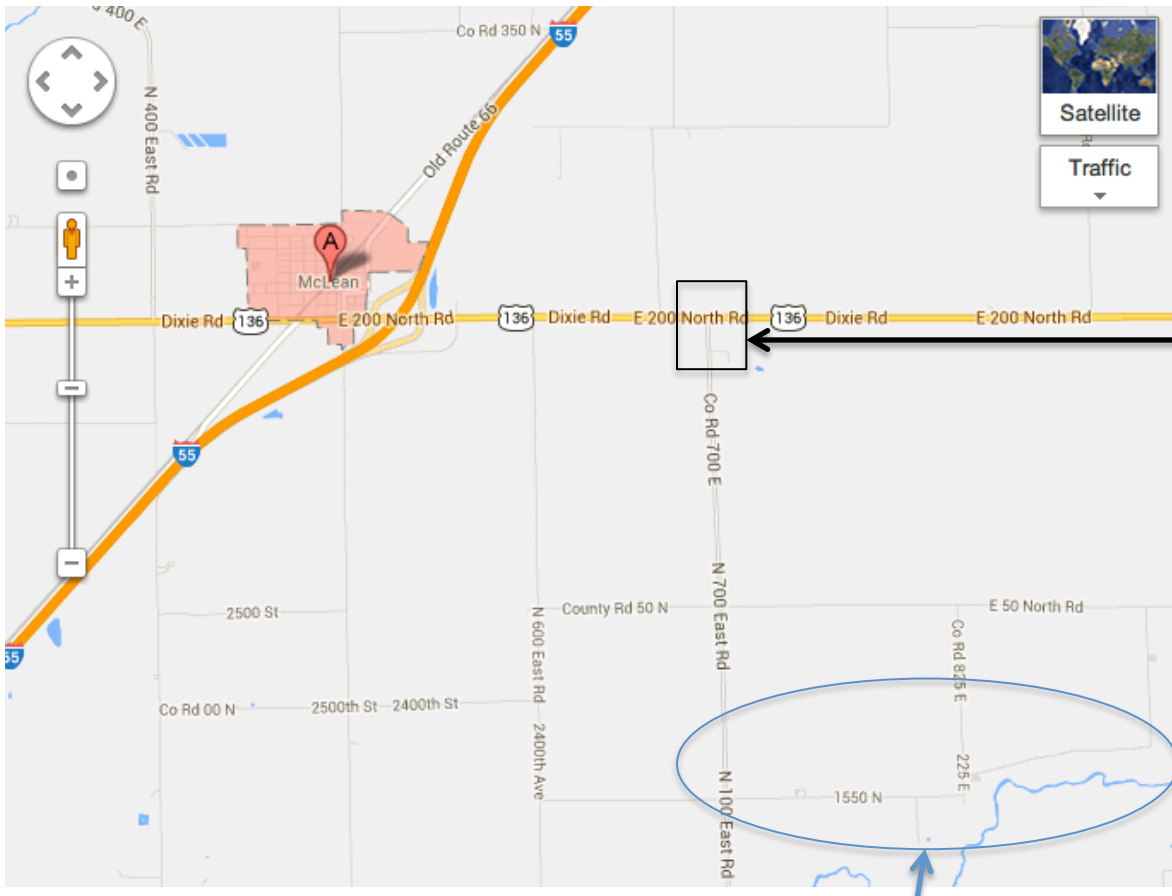 400 E
Co Rd 350 N
55
Satellite
Traffic
N 400 East Rd
Old Route 66
A
McLean
Dixie Rd 136 E 200 North Rd 136 Dixie Rd E 200 North Rd 136 Dixie Rd E 200 North Rd
Co Rd 700 E
55
2500 St
County Rd 50 N
E 50 North Rd
N 600 East Rd
N 700 East Rd
Co Rd 825 E
55
Co Rd 00 N
2500th St
2400th St
2400th Ave
225 E
N 100 East Rd
1550 N